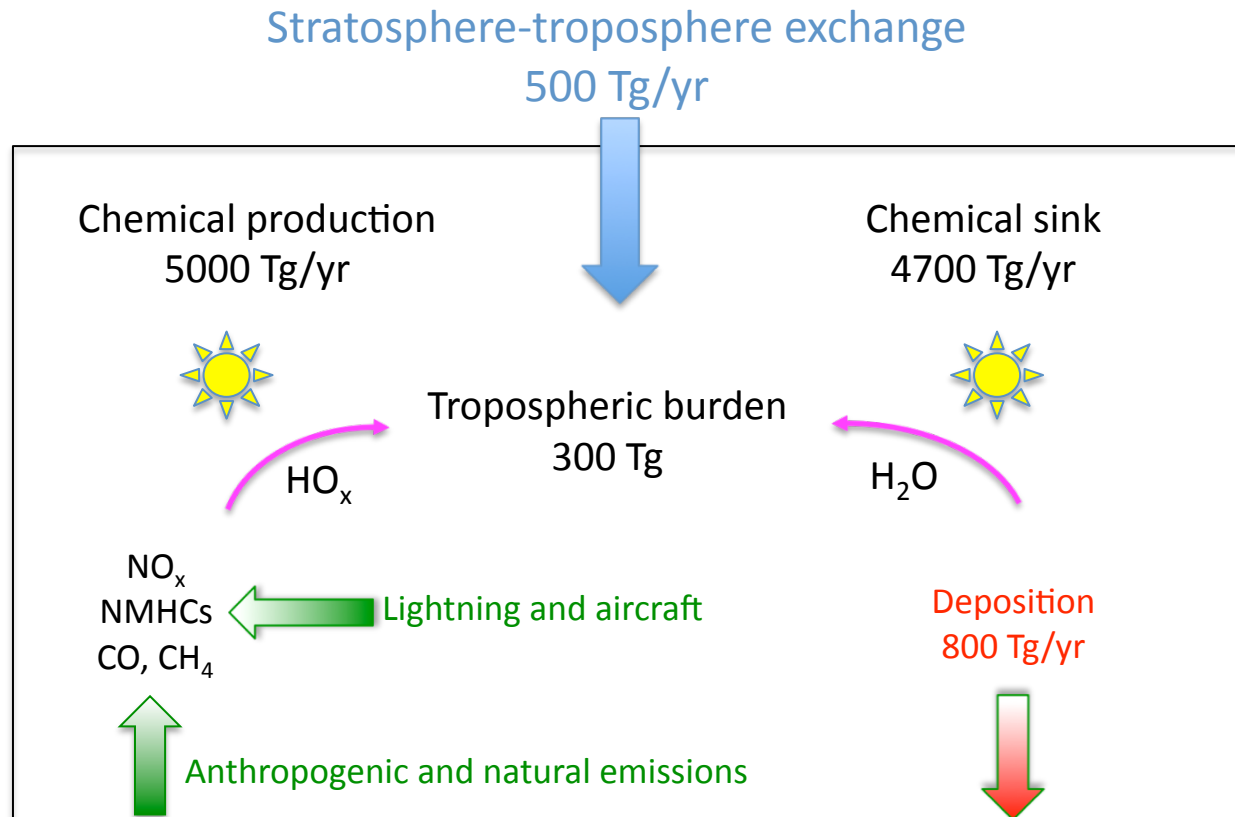 Stratosphere-troposphere exchange
500 Tg/yr
Chemical production
5000 Tg/yr
Chemical sink
4700 Tg/yr
Tropospheric burden
300 Tg
HOₓ
H₂O
NOₓ
NMHCs
CO, CH₄
Lightning and aircraft
Deposition
800 Tg/yr
Anthropogenic and natural emissions